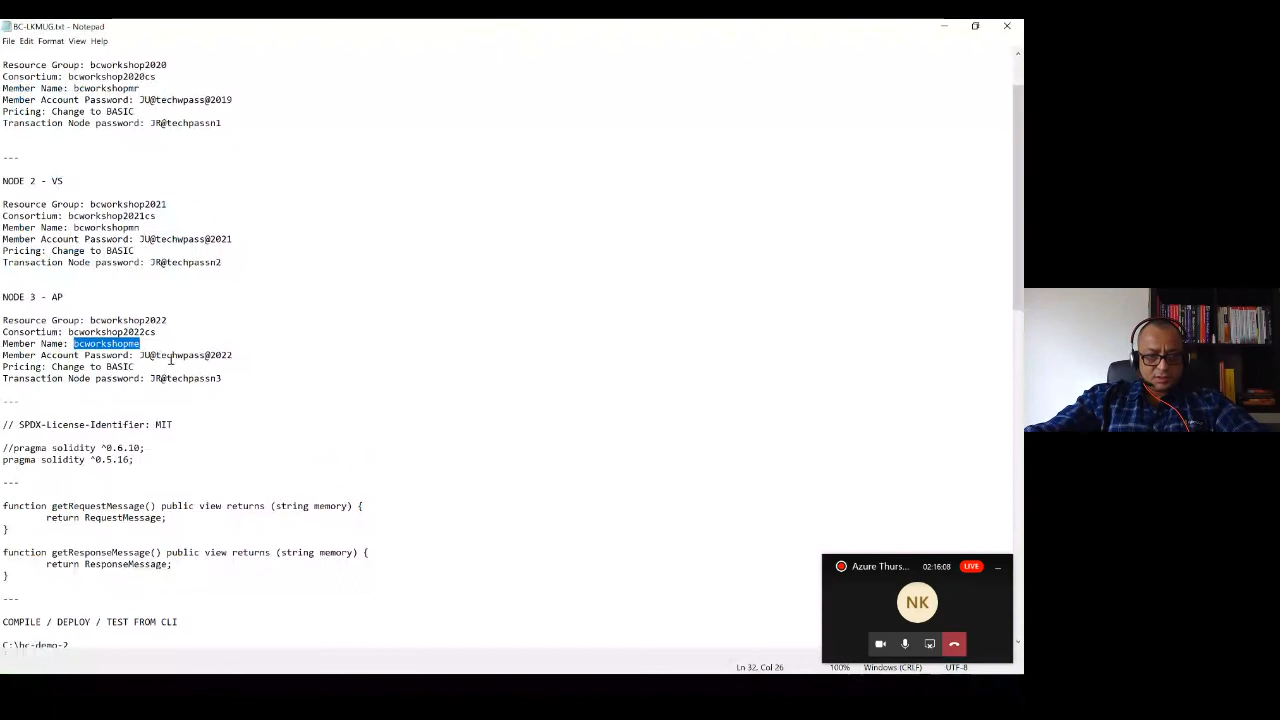 BC-LKMUG.txt - Notepad
File Edit Format View Help
Resource Group: bcworkshop2020
Consortium: bcworkshop2020cs
Member Name: bcworkshopmr
Member Account Password: JU@techwpass@2019
Pricing: Change to BASIC
Transaction Node password: JR@techpassn1
---
NODE 2 - VS
Resource Group: bcworkshop2021
Consortium: bcworkshop2021cs
Member Name: bcworkshopmn
Member Account Password: JU@techwpass@2021
Pricing: Change to BASIC
Transaction Node password: JR@techpassn2
NODE 3 - AP
Resource Group: bcworkshop2022
Consortium: bcworkshop2022cs
Member Name: bcworkshopme
Member Account Password: JU@techwpass@2022
Pricing: Change to BASIC
Transaction Node password: JR@techpassn3
---
// SPDX-License-Identifier: MIT
//pragma solidity ^0.6.10;
pragma solidity ^0.5.16;
---
function getRequestMessage() public view returns (string memory) {
return RequestMessage;
}
function getResponseMessage() public view returns (string memory) {
return ResponseMessage;
}
---
COMPILE / DEPLOY / TEST FROM CLI
C:\bc-demo-2
Azure Thurs... 02:16:08 LIVE
NK
Ln 32, Col 26 100% Windows (CRLF) UTF-8